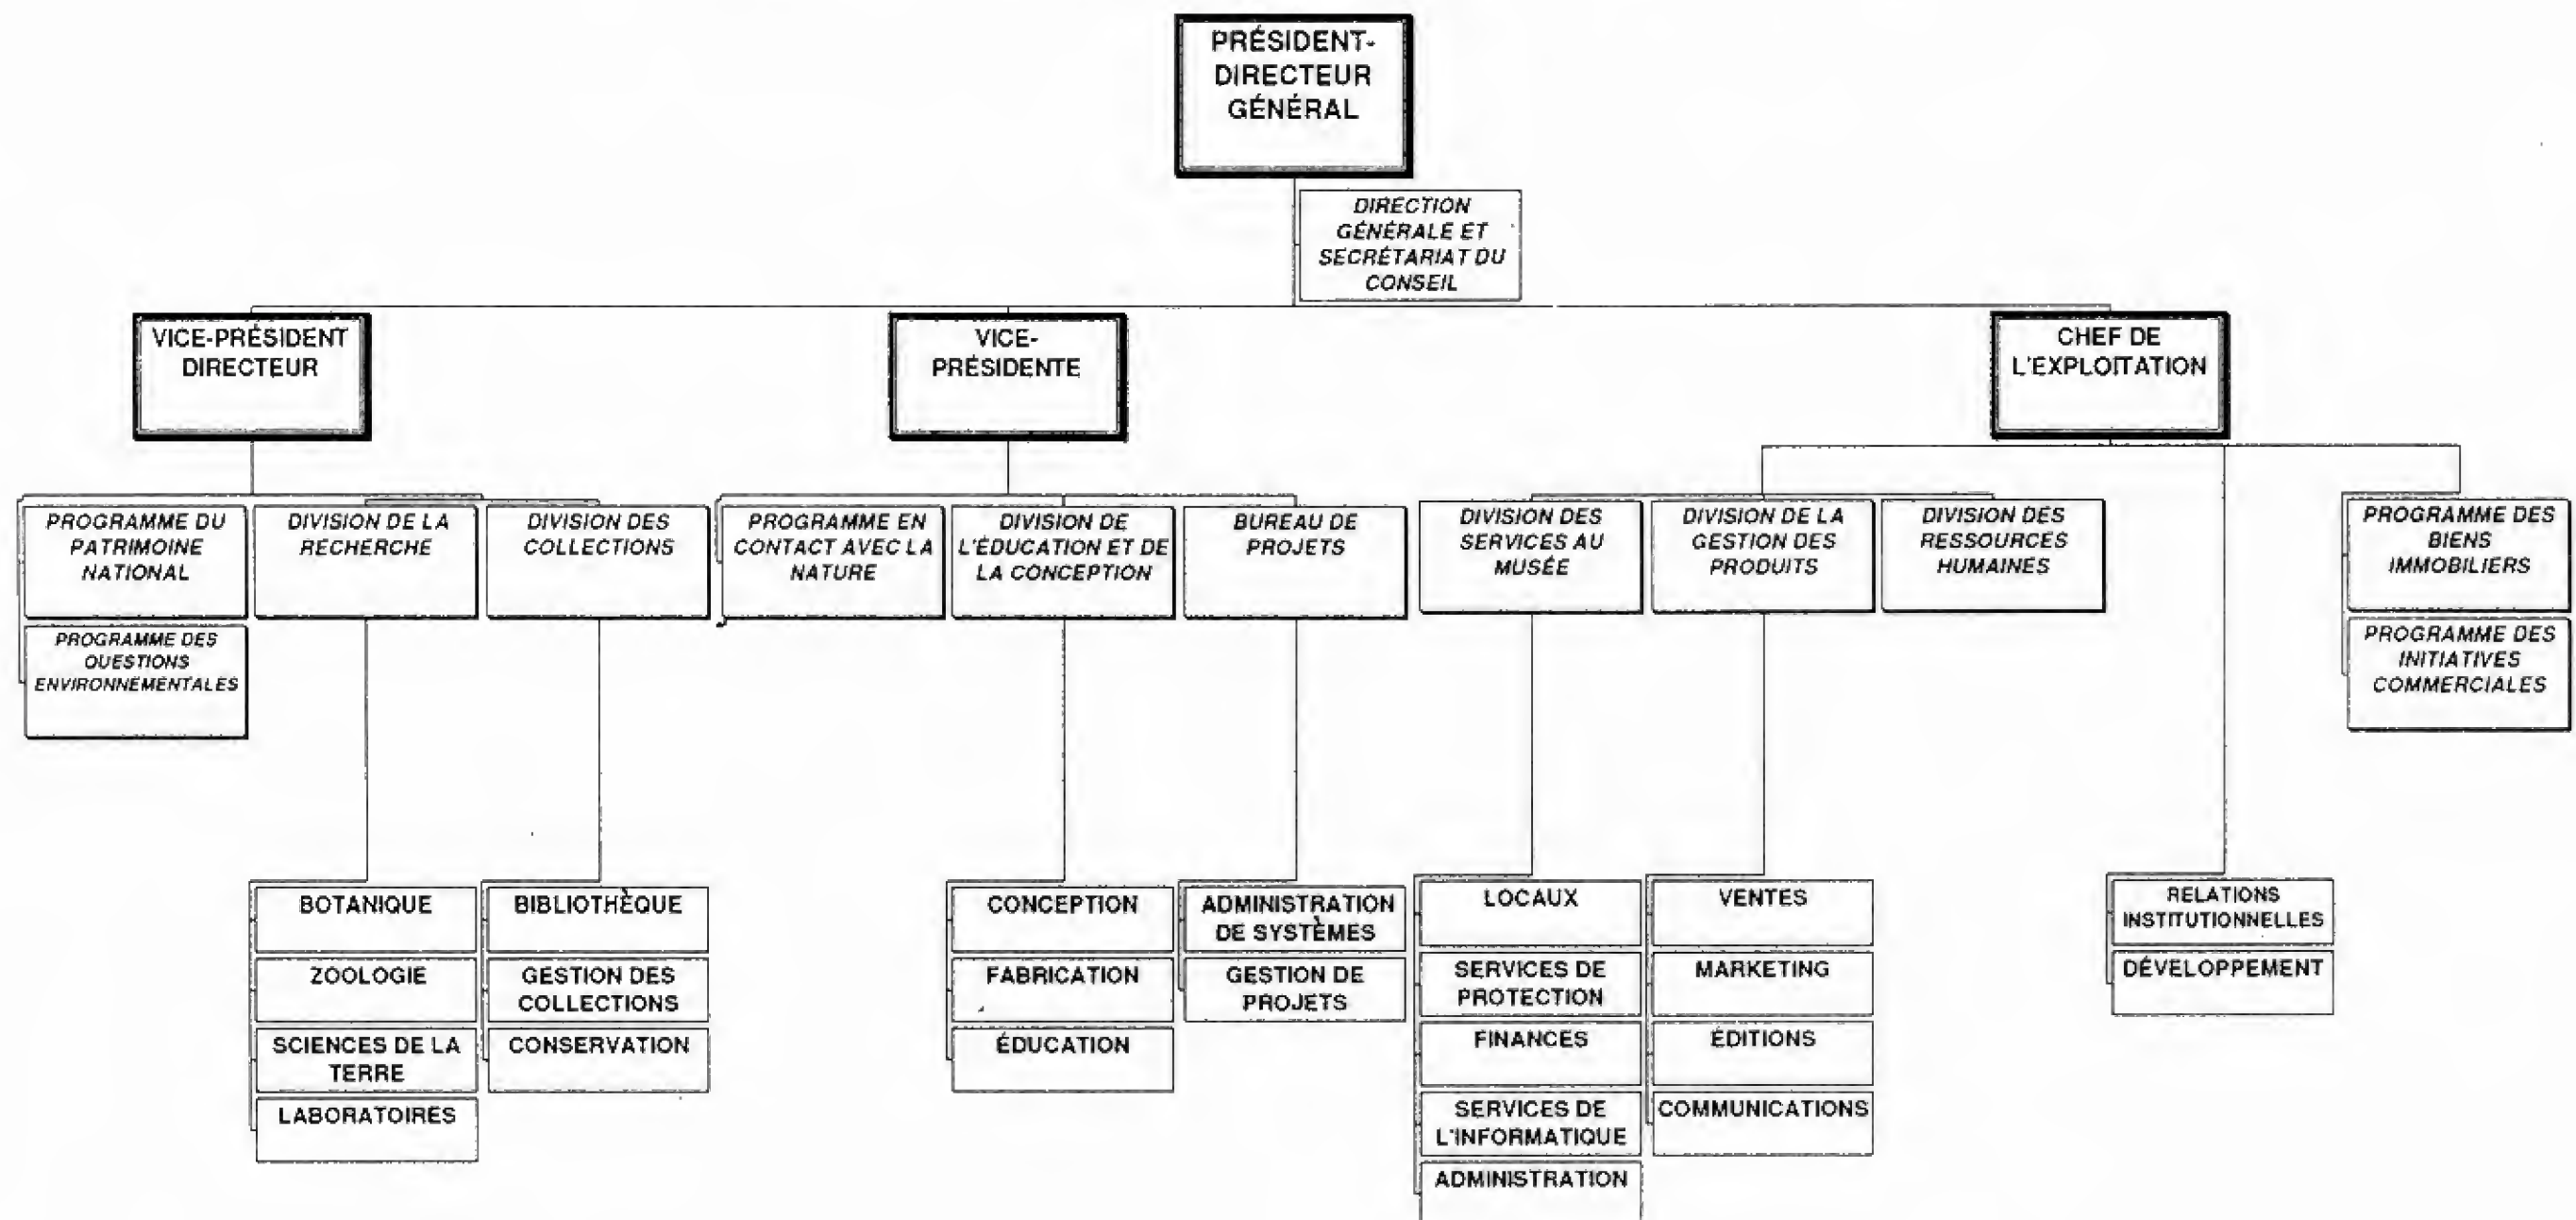 PRÉSIDENT-
DIRECTEUR
GÉNÉRAL
DIRECTION
GÉNÉRALE ET
SECRÉTARIAT DU
CONSEIL
VICE-PRÉSIDENT
DIRECTEUR
VICE-
PRÉSIDENTE
CHEF DE
L'EXPLOITATION
PROGRAMME DU
PATRIMOINE
NATIONAL
DIVISION DE LA
RECHERCHE
DIVISION DES
COLLECTIONS
PROGRAMME EN
CONTACT AVEC LA
NATURE
DIVISION DE
L'ÉDUCATION ET DE
LA CONCEPTION
BUREAU DE
PROJETS
DIVISION DES
SERVICES AU
MUSÉE
DIVISION DE LA
GESTION DES
PRODUITS
DIVISION DES
RESSOURCES
HUMAINES
PROGRAMME DES
BIENS
IMMOBILIERS
PROGRAMME DES
QUESTIONS
ENVIRONNEMENTALES
PROGRAMME DES
INITIATIVES
COMMERCIALES
BOTANIQUE
ZOOLOGIE
SCIENCES DE LA
TERRE
LABORATOIRES
BIBLIOTHÈQUE
GESTION DES
COLLECTIONS
CONSERVATION
CONCEPTION
FABRICATION
ÉDUCATION
ADMINISTRATION
DE SYSTÈMES
GESTION DE
PROJETS
LOCAUX
SERVICES DE
PROTECTION
FINANCES
SERVICES DE
L'INFORMATIQUE
ADMINISTRATION
VENTES
MARKETING
ÉDITIONS
COMMUNICATIONS
RELATIONS
INSTITUTIONNELLES
DÉVELOPPEMENT